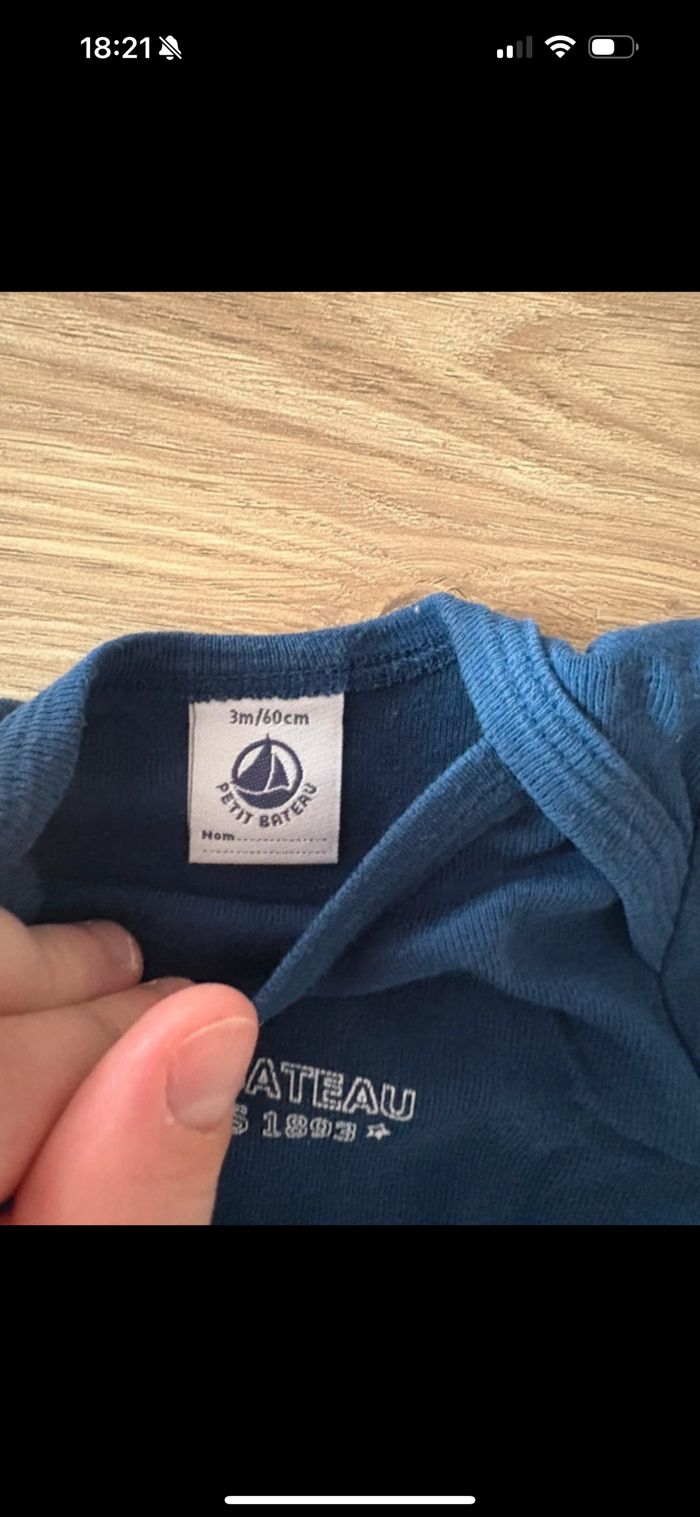 18:21
3m/60cm
PETIT BATEAU
Nom
ATEAU
S 1893